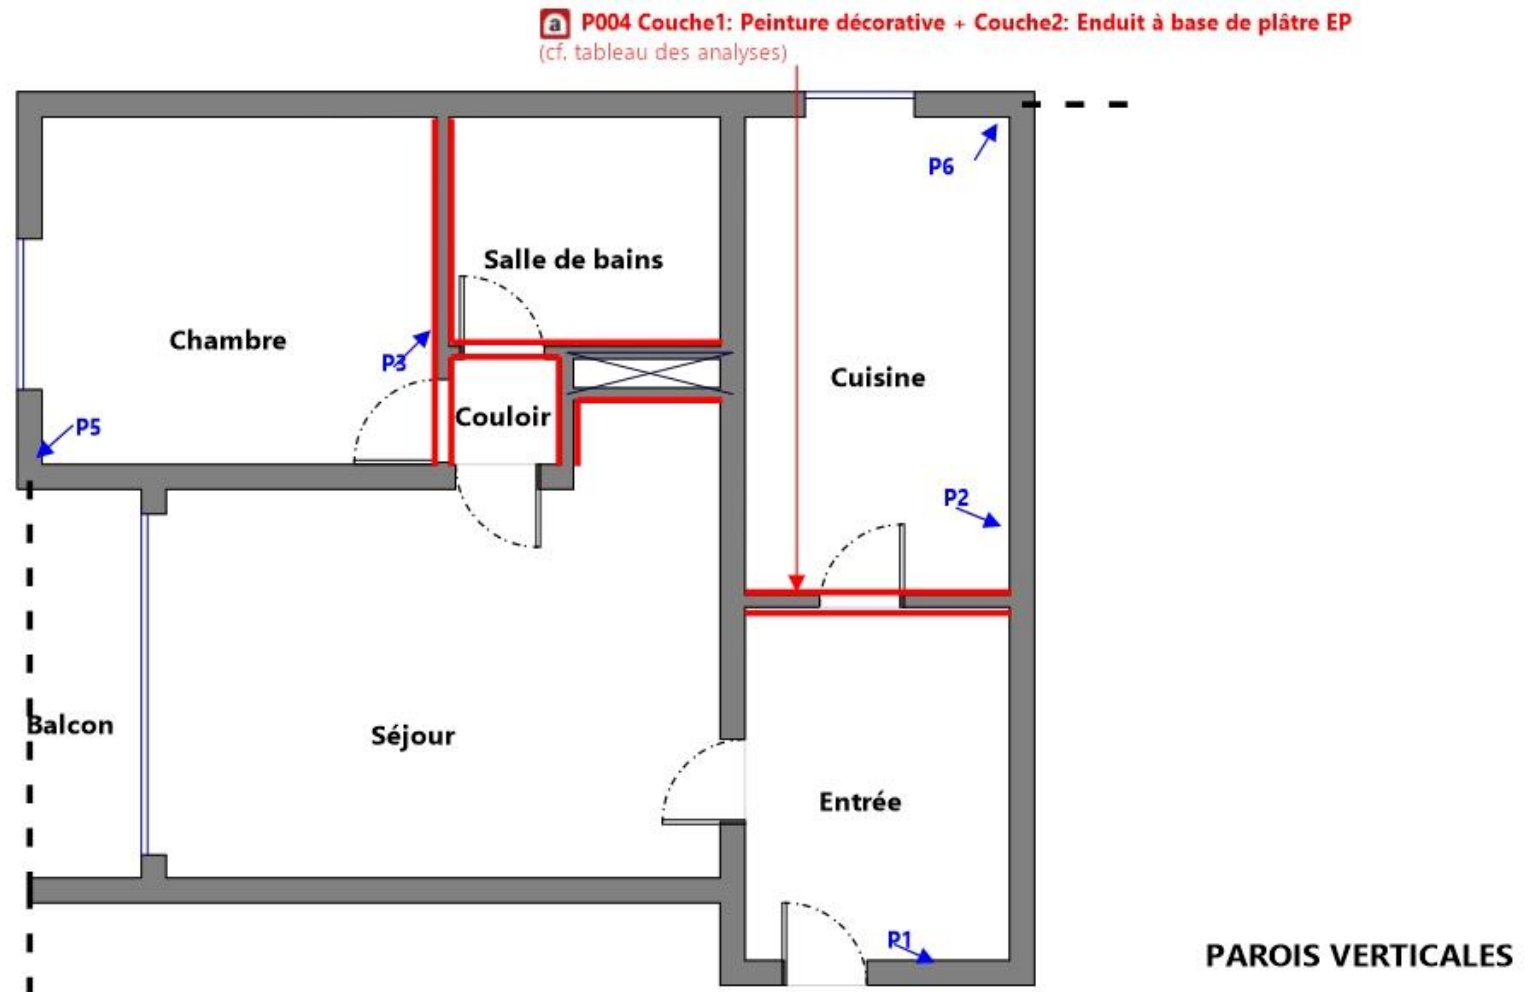 a P004 Couche1: Peinture décorative + Couche2: Enduit à base de plâtre EP
(cf. tableau des analyses)
P6
Salle de bains
Chambre
P3
Cuisine
Couloir
P5
P2
Balcon
Séjour
Entrée
P1
PAROIS VERTICALES